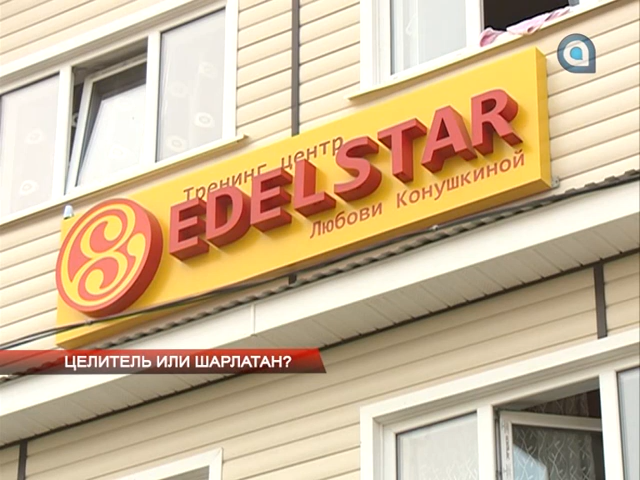 Тренинг центр
EDELSTAR
Любови Конушкиной
ЦЕЛИТЕЛЬ ИЛИ ШАРЛАТАН?